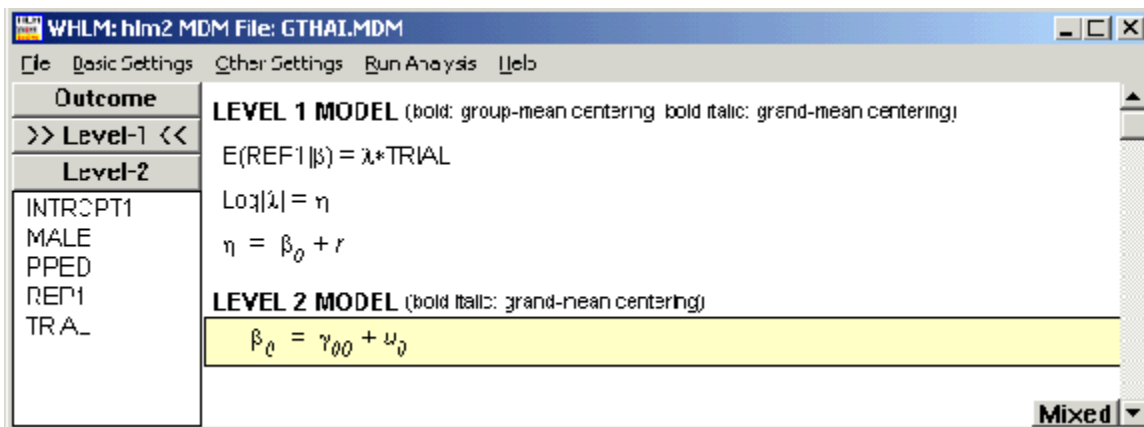 WHLM: hlm2 MDM File: GTHAI.MDM
File Basic Settings Other Settings Run Analysis Help
Outcome
>> Level-1 <<
Level-2
INTRCPT1
MALE
PPED
REP1
TRIAL
LEVEL 1 MODEL (bold: group-mean centering; bold italic: grand-mean centering)
E(REP1|β) = λ*TRIAL
Log[λ] = η
η = β₀ + r
LEVEL 2 MODEL (bold italic: grand-mean centering)
β₀ = γ₀₀ + u₀
Mixed